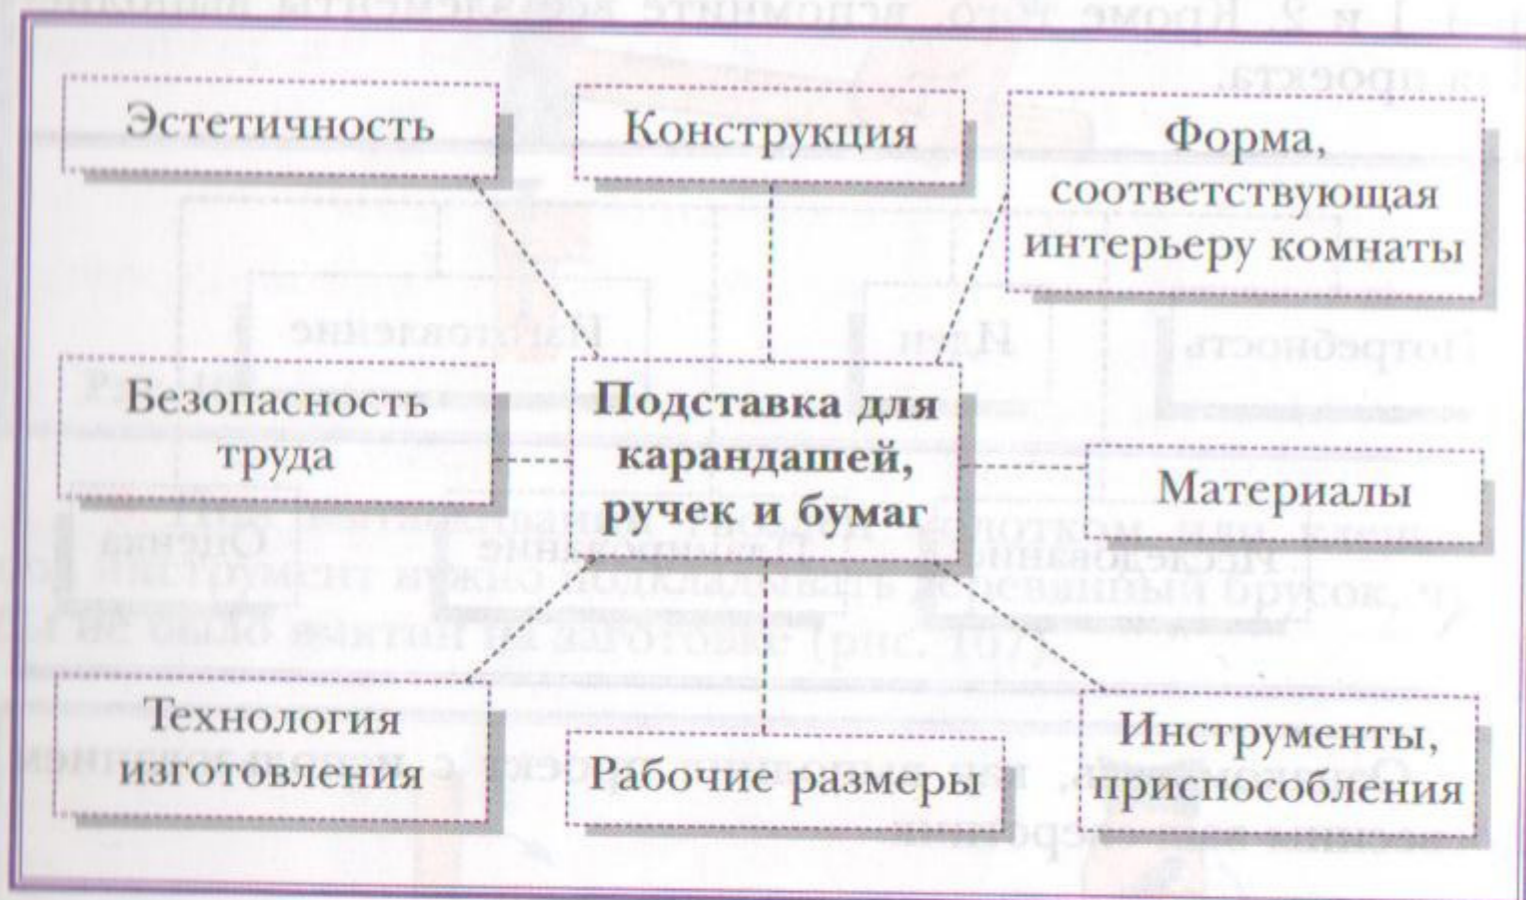 Эстетичность
Конструкция
Форма,
соответствующая
интерьеру комнаты
Безопасность
труда
Подставка для
карандашей,
ручек и бумаг
Материалы
Технология
изготовления
Рабочие размеры
Инструменты,
приспособления